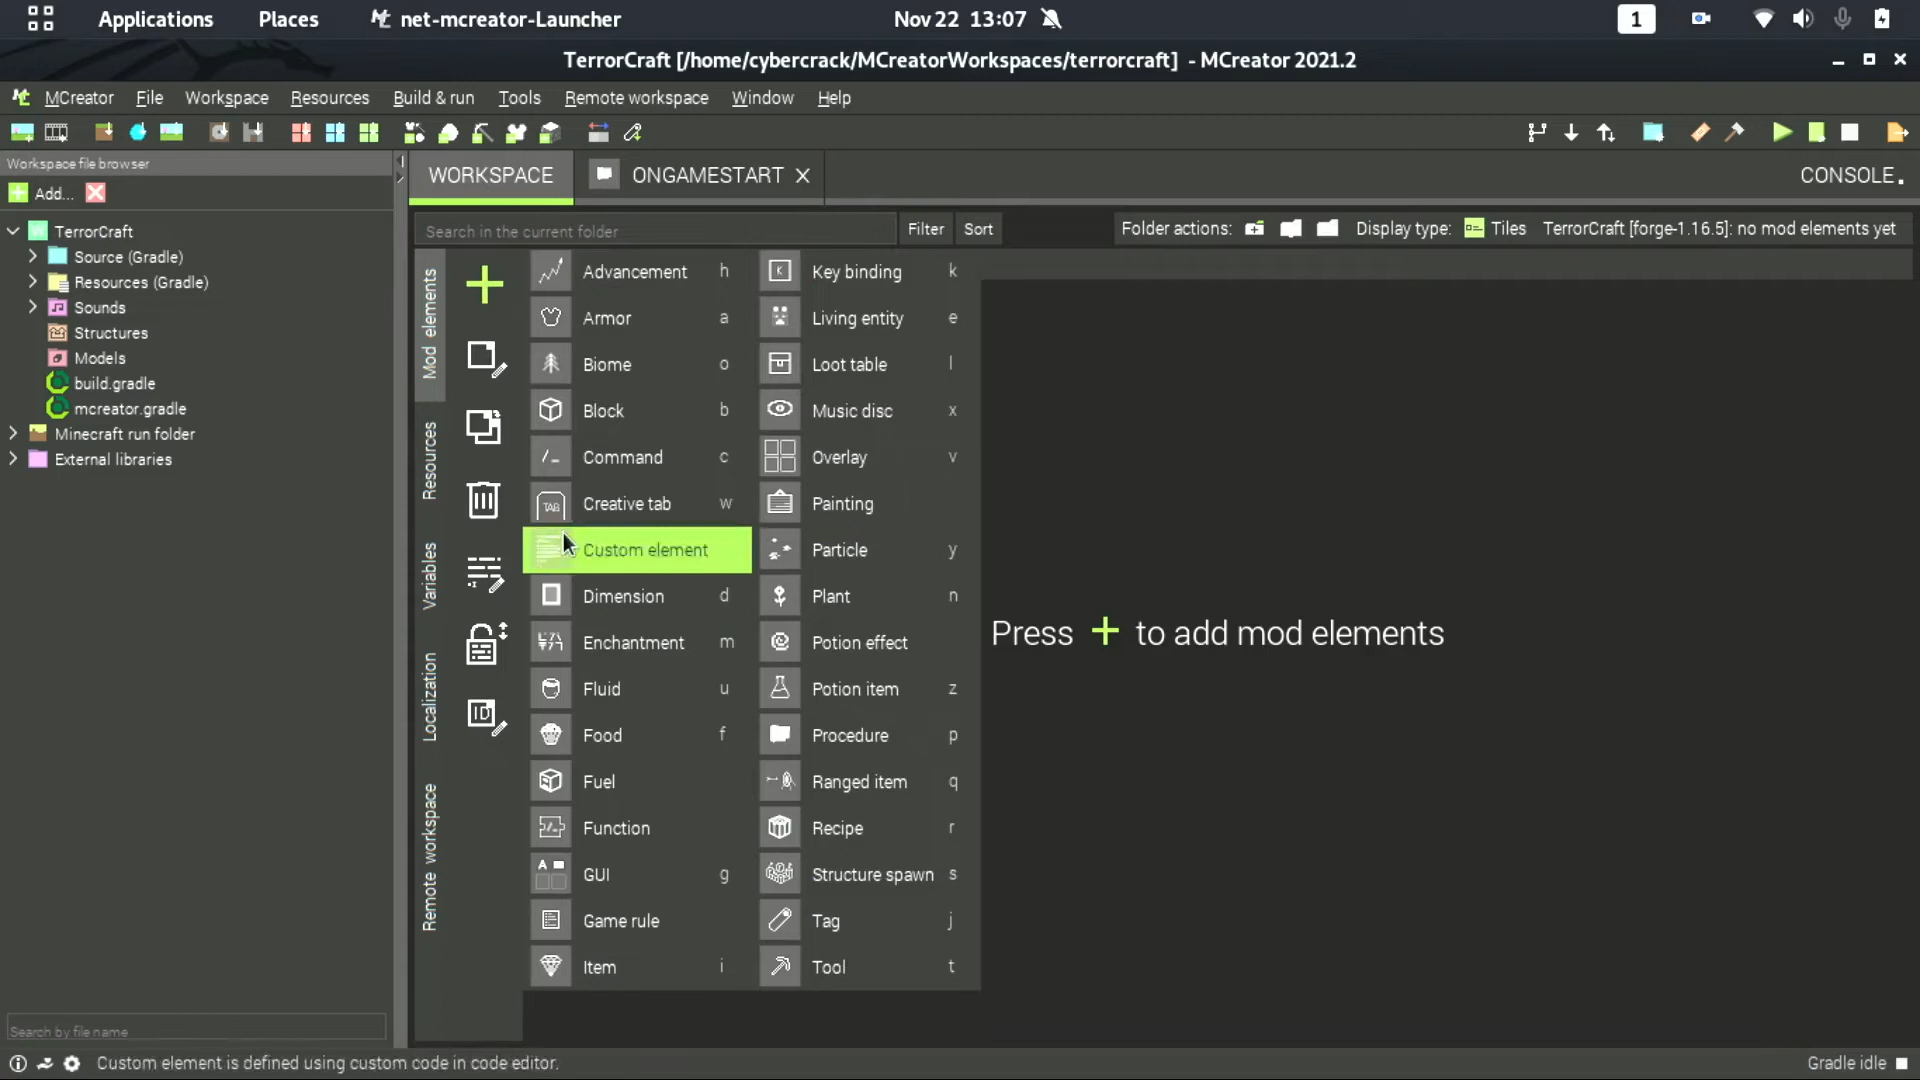 Applications Places net-mcreator-Launcher Nov 22 13:07 1
TerrorCraft [/home/cybercrack/MCreatorWorkspaces/terrorcraft] - MCreator 2021.2
MCreator File Workspace Resources Build & run Tools Remote workspace Window Help
Workspace file browser
Add...
TerrorCraft
Source (Gradle)
Resources (Gradle)
Sounds
Structures
Models
build.gradle
mcreator.gradle
Minecraft run folder
External libraries
Search by file name
WORKSPACE ONGAMESTART CONSOLE
Search in the current folder Filter Sort Folder actions: Display type: Tiles TerrorCraft [forge-1.16.5]: no mod elements yet
Mod elements
Resources
Variables
Localization
Remote workspace
Advancement h
Armor a
Biome o
Block b
Command c
TAB Creative tab w
Custom element
Dimension d
Enchantment m
Fluid u
Food f
Fuel
Function
GUI g
Game rule
Item i
K Key binding k
Living entity e
Loot table l
Music disc x
Overlay v
Painting
Particle y
Plant n
Potion effect
Potion item z
Procedure p
Ranged item q
Recipe r
Structure spawn s
Tag j
Tool t
ID
Press + to add mod elements
Custom element is defined using custom code in code editor.
Gradle idle